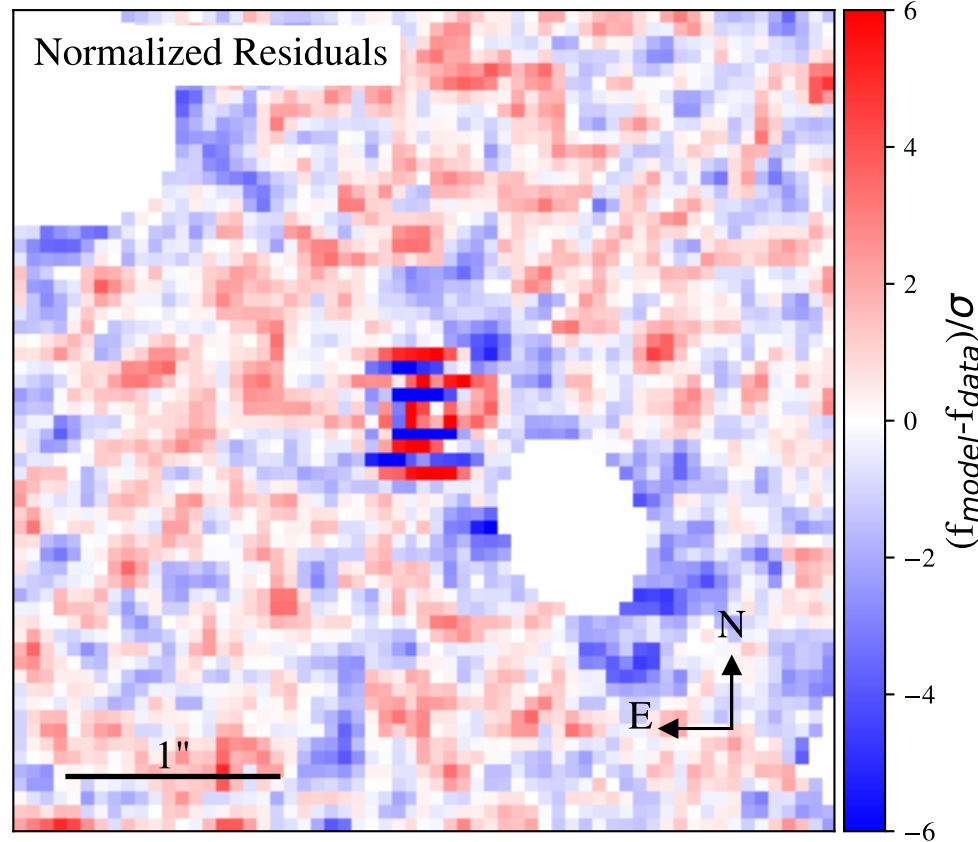 Normalized Residuals
6
4
2
0
−2
−4
−6
(f_model-f_data)/σ
N
E
1"